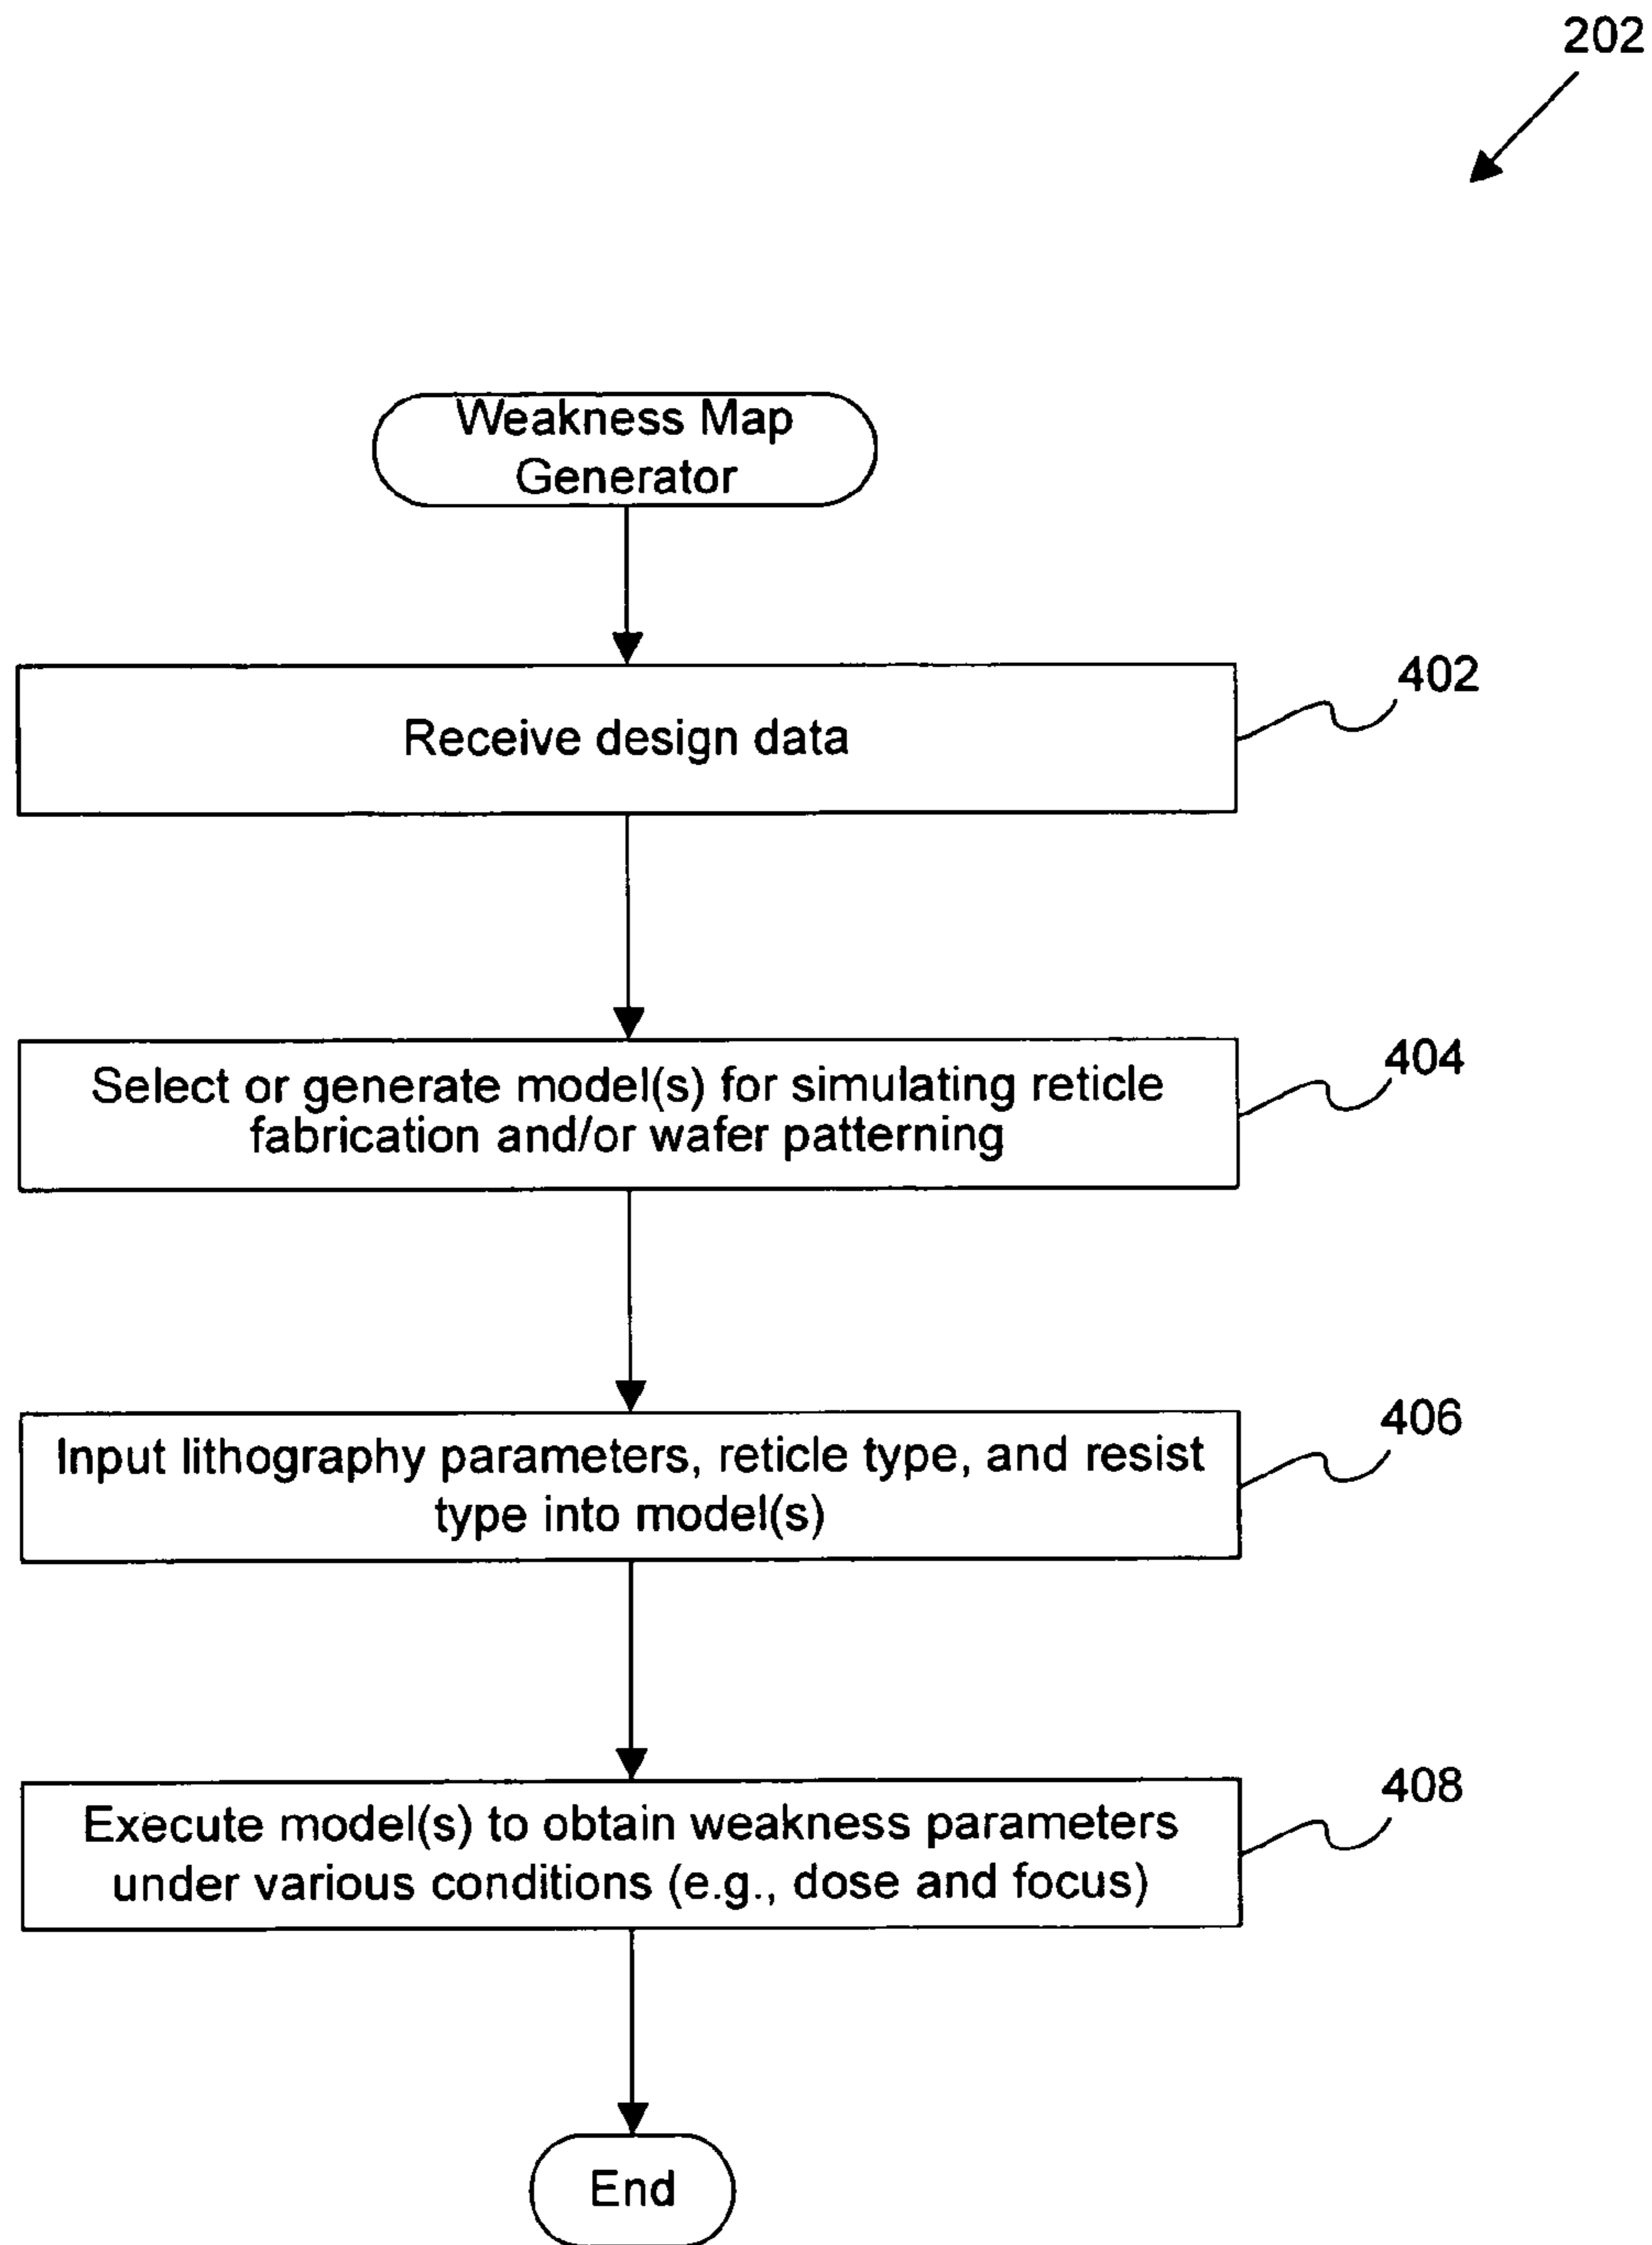 202
Weakness Map
Generator
Receive design data
402
Select or generate model(s) for simulating reticle
fabrication and/or wafer patterning
404
Input lithography parameters, reticle type, and resist
type into model(s)
406
Execute model(s) to obtain weakness parameters
under various conditions (e.g., dose and focus)
408
End